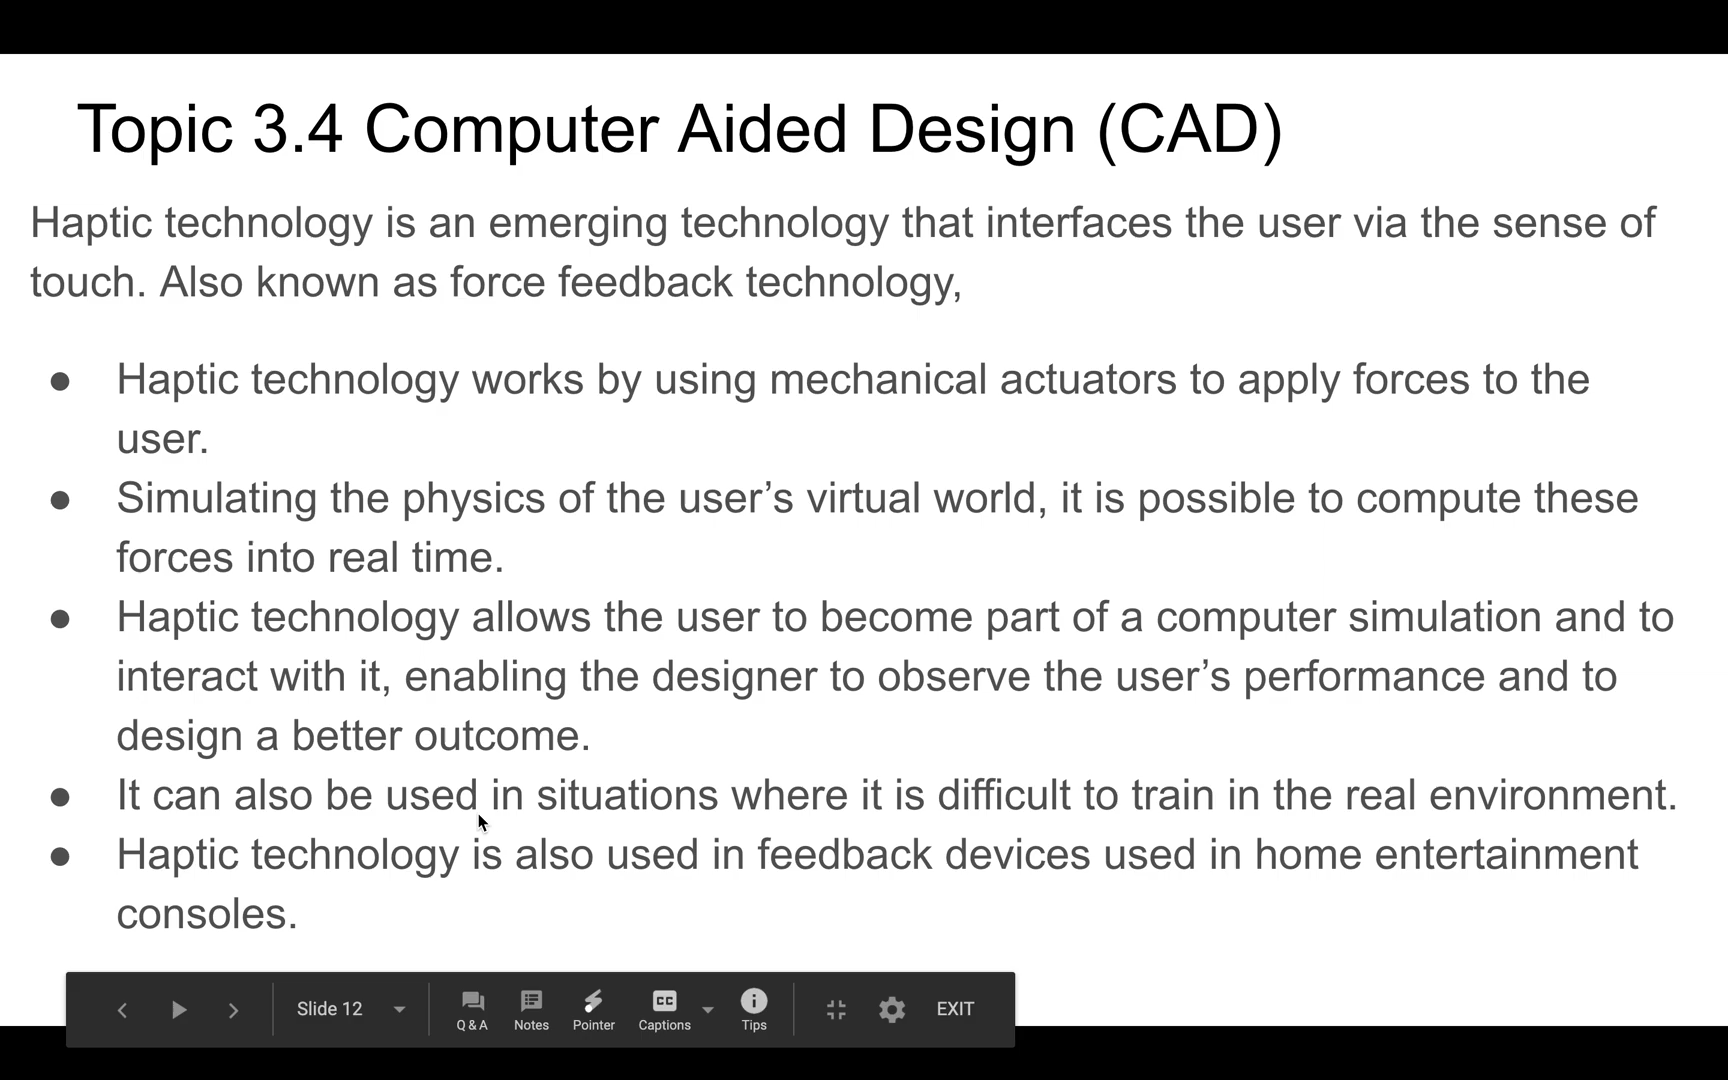 Topic 3.4 Computer Aided Design (CAD)
Haptic technology is an emerging technology that interfaces the user via the sense of
touch. Also known as force feedback technology,
● Haptic technology works by using mechanical actuators to apply forces to the
user.
● Simulating the physics of the user’s virtual world, it is possible to compute these
forces into real time.
● Haptic technology allows the user to become part of a computer simulation and to
interact with it, enabling the designer to observe the user’s performance and to
design a better outcome.
● It can also be used in situations where it is difficult to train in the real environment.
● Haptic technology is also used in feedback devices used in home entertainment
consoles.
Slide 12 Q & A Notes Pointer CC Captions Tips EXIT